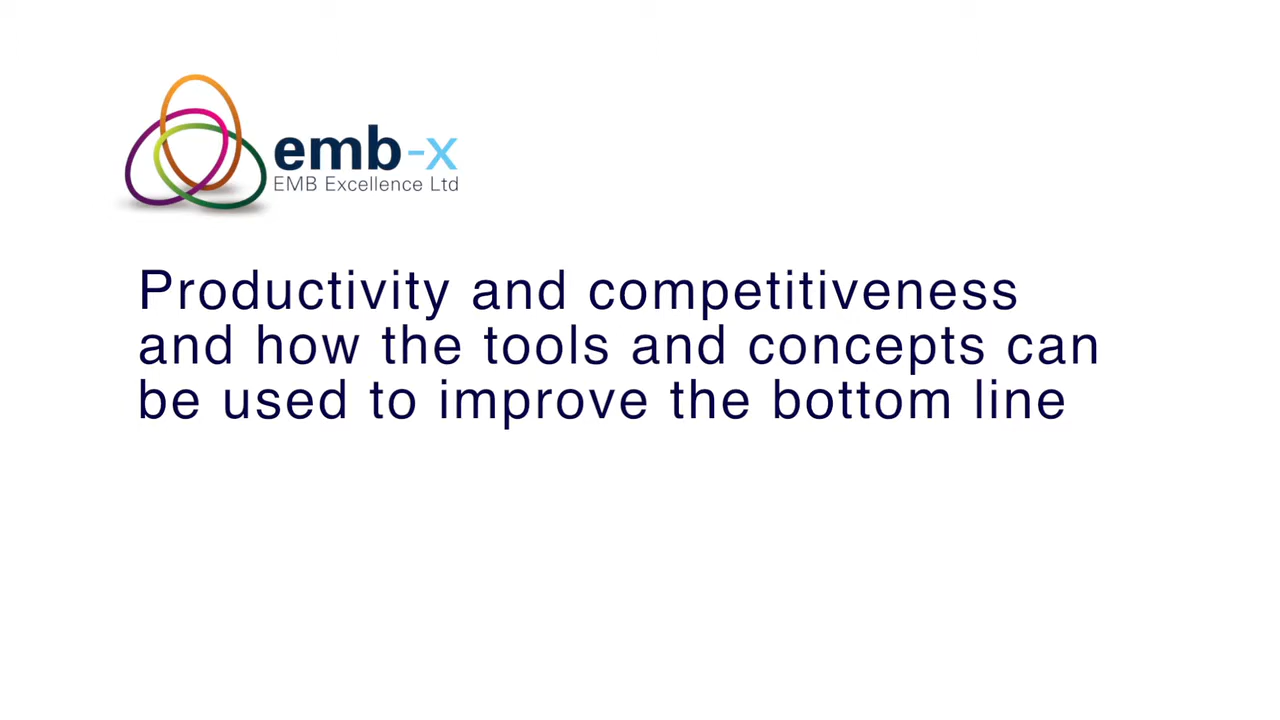 emb-x
EMB Excellence Ltd
Productivity and competitiveness
and how the tools and concepts can
be used to improve the bottom line